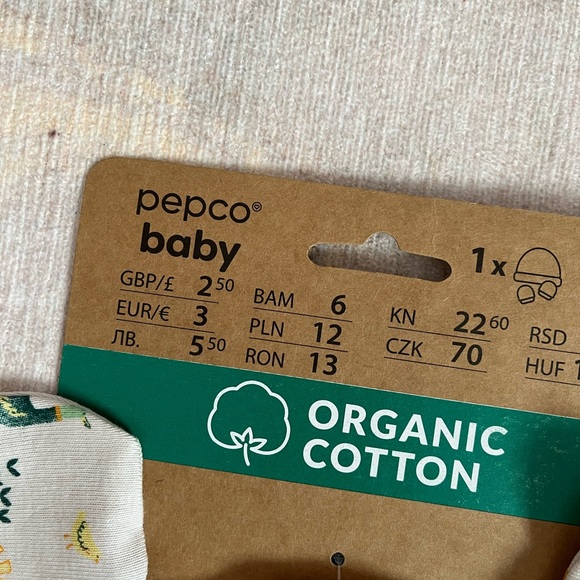 pepco
baby
1x
GBP/£ 2 50
EUR/€ 3
ЛВ. 5 50
BAM 6
PLN 12
RON 13
KN 22 60
CZK 70
RSD
HUF
ORGANIC
COTTON